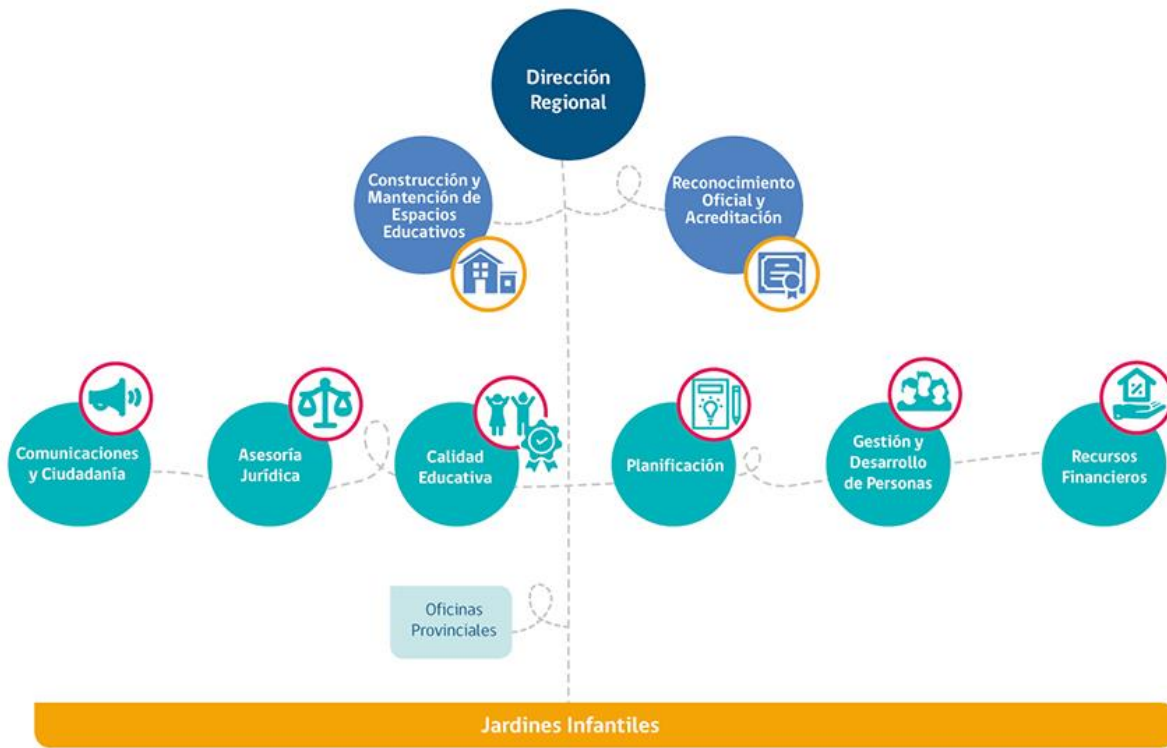 Dirección
Regional
Construcción y
Mantención de
Espacios
Educativos
Reconocimiento
Oficial y
Acreditación
Comunicaciones
y Ciudadanía
Asesoría
Jurídica
Calidad
Educativa
Planificación
Gestión y
Desarrollo
de Personas
Recursos
Financieros
Oficinas
Provinciales
Jardines Infantiles